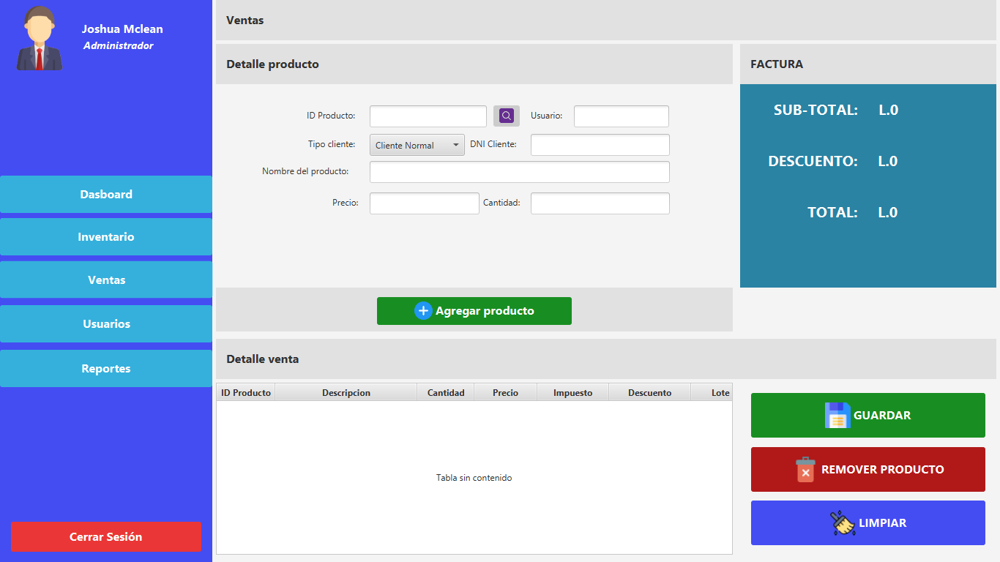 Joshua Mclean
Administrador
Dasboard
Inventario
Ventas
Usuarios
Reportes
Cerrar Sesión
Ventas
Detalle producto
ID Producto:
Usuario:
Tipo cliente:
Cliente Normal
DNI Cliente:
Nombre del producto:
Precio:
Cantidad:
Agregar producto
FACTURA
SUB-TOTAL: L.0
DESCUENTO: L.0
TOTAL: L.0
Detalle venta
ID Producto Descripcion Cantidad Precio Impuesto Descuento Lote
Tabla sin contenido
GUARDAR
REMOVER PRODUCTO
LIMPIAR